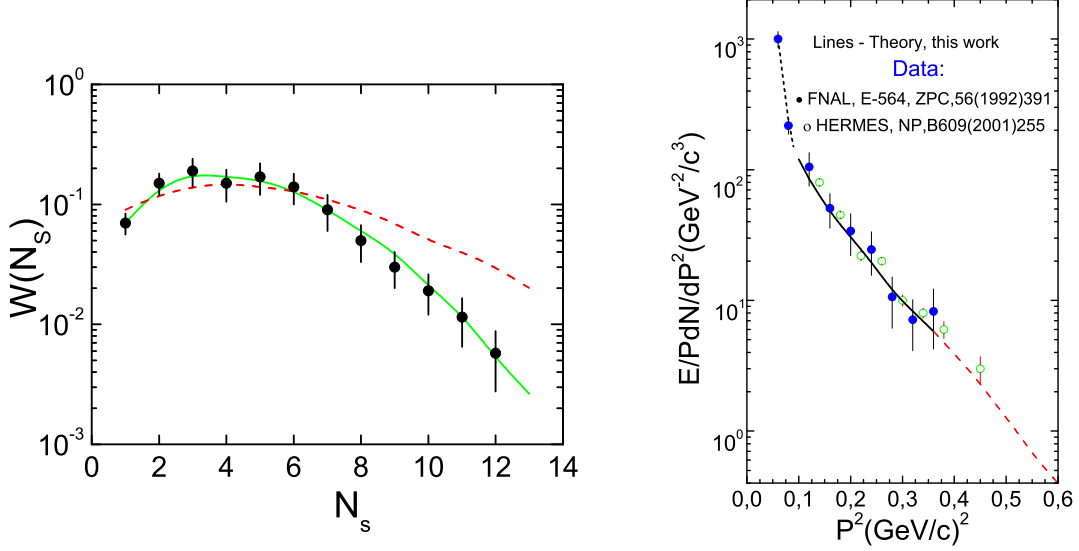 10^0
10^-1
10^-2
10^-3
W(N_S)
0 2 4 6 8 10 12 14
N_s
10^3
10^2
10^1
10^0
E/PdN/dP^2(GeV^-2/c^3)
Lines - Theory, this work
Data:
• FNAL, E-564, ZPC,56(1992)391
o HERMES, NP,B609(2001)255
0,0 0,1 0,2 0,3 0,4 0,5 0,6
P^2(GeV/c)^2